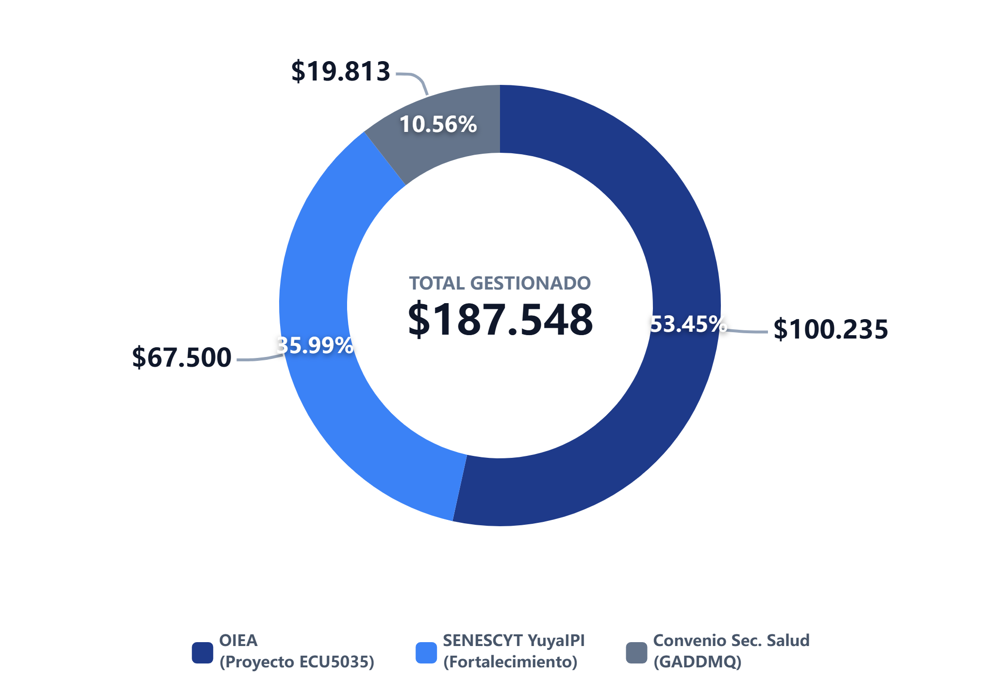 $19.813
10.56%
TOTAL GESTIONADO
$187.548
53.45%
$100.235
35.99%
$67.500
OIEA
(Proyecto ECU5035)
SENESCYT YuyaIPI
(Fortalecimiento)
Convenio Sec. Salud
(GADDMQ)